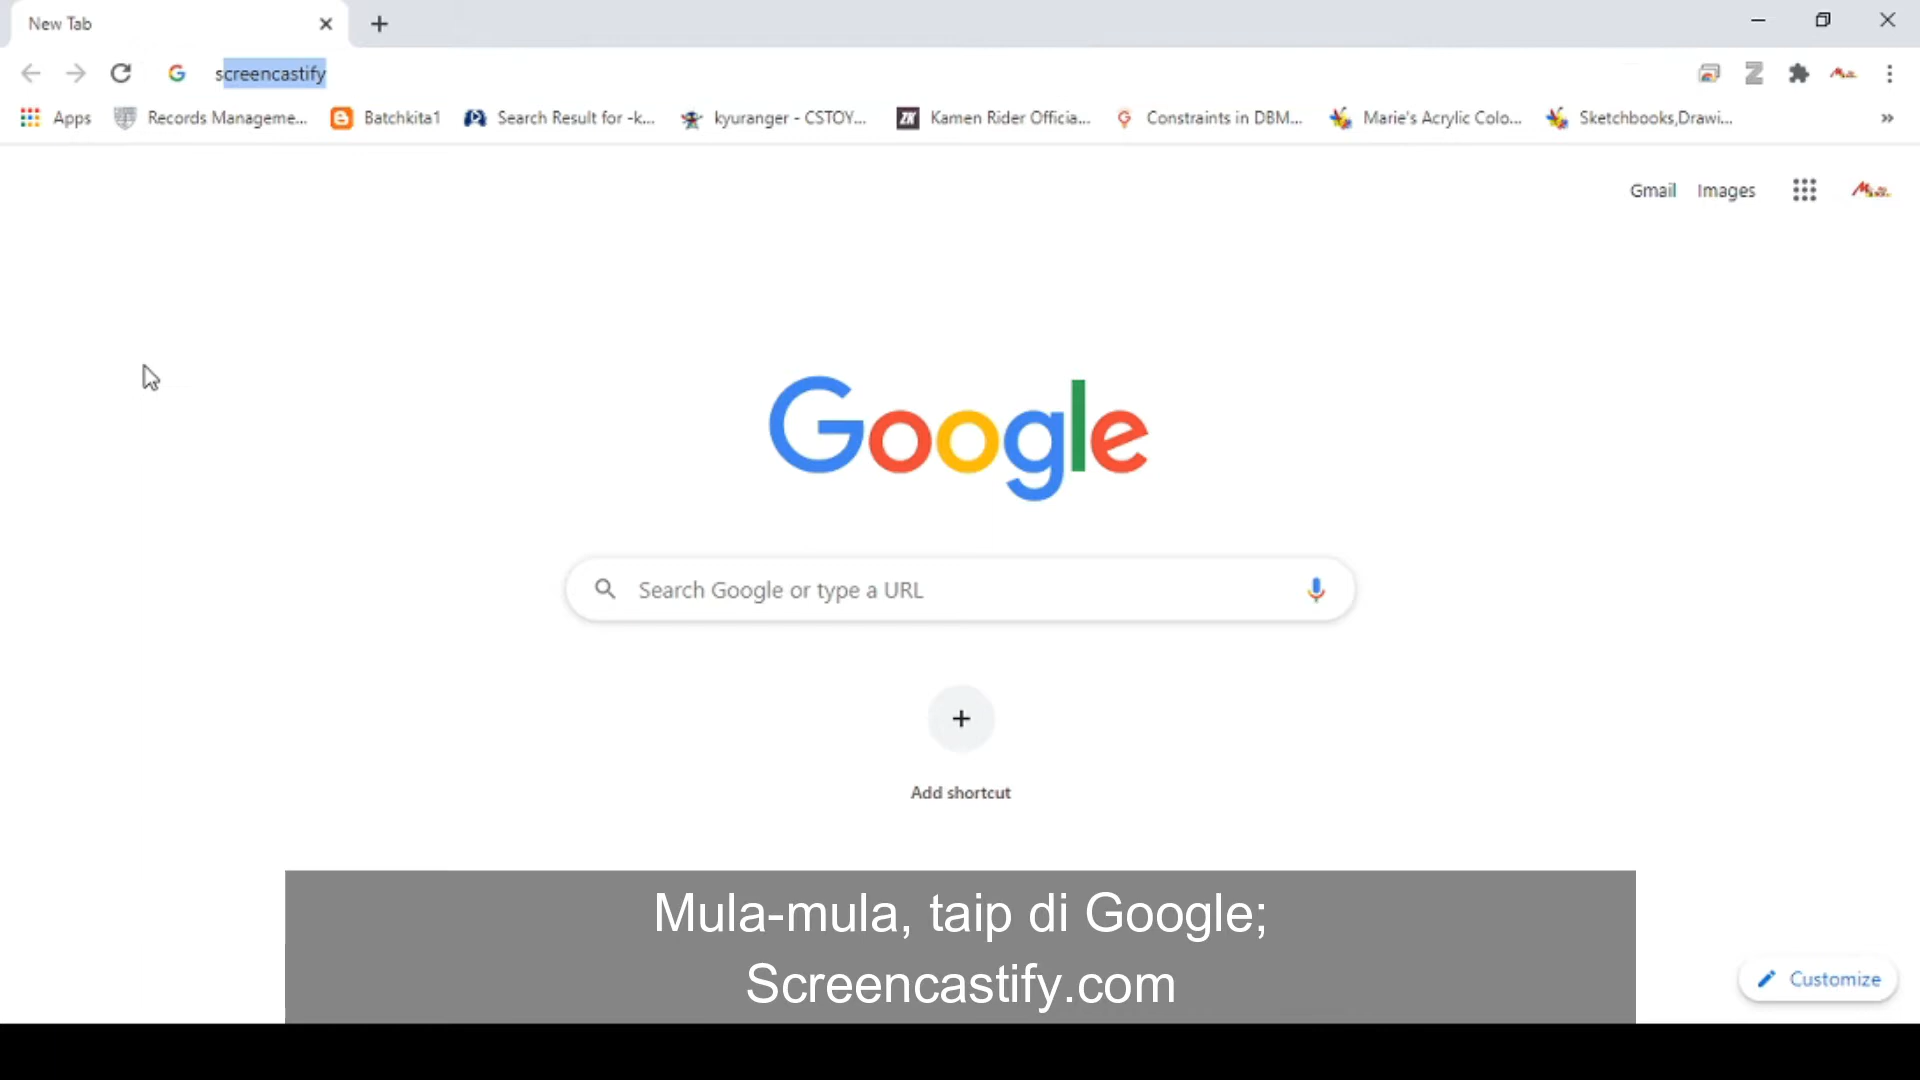 New Tab
screencastify
Apps Records Manageme... Batchkita1 Search Result for -k... kyuranger - CSTOY... ZK Kamen Rider Officia... Constraints in DBM... Marie's Acrylic Colo... Sketchbooks,Drawi... »
Gmail Images
Google
Search Google or type a URL
Add shortcut
Mula-mula, taip di Google;
Screencastify.com
Customize